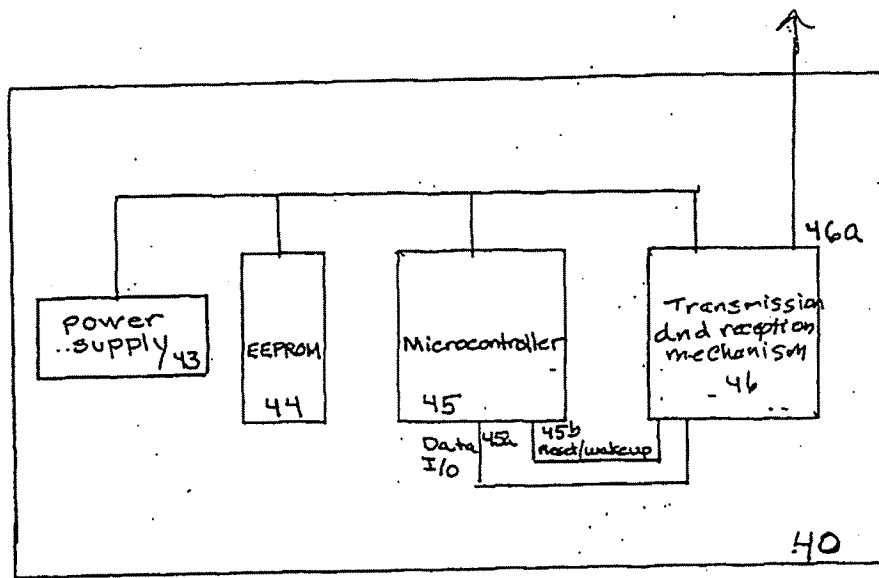 46a
power
supply
43
EEPROM
44
Microcontroller
45
Transmission
and reception
mechanism
46
Data
I/O
45a
45b
Reset/wakeup
40